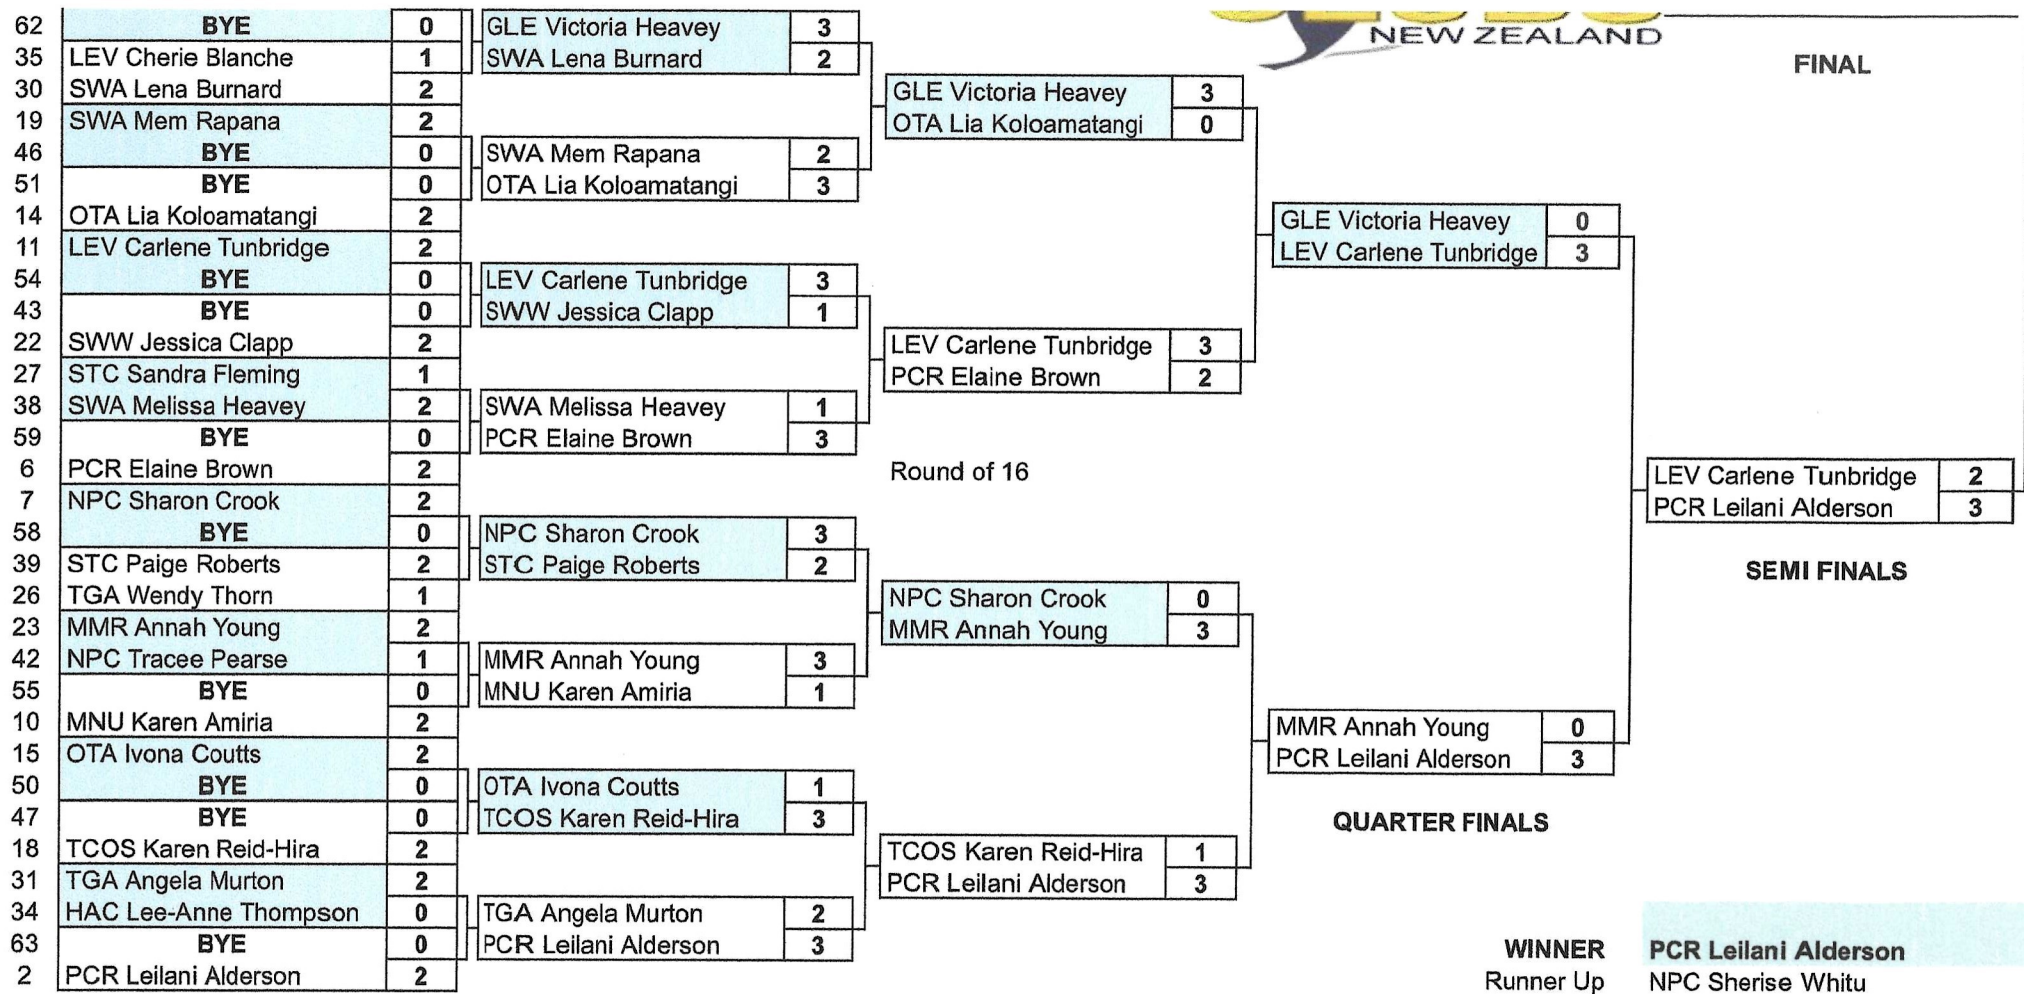 62 BYE 0
35 LEV Cherie Blanche 1
30 SWA Lena Burnard 2
19 SWA Mem Rapana 2
46 BYE 0
51 BYE 0
14 OTA Lia Koloamatangi 2
11 LEV Carlene Tunbridge 2
54 BYE 0
43 BYE 0
22 SWW Jessica Clapp 2
27 STC Sandra Fleming 1
38 SWA Melissa Heavey 2
59 BYE 0
6 PCR Elaine Brown 2
7 NPC Sharon Crook 2
58 BYE 0
39 STC Paige Roberts 2
26 TGA Wendy Thorn 1
23 MMR Annah Young 2
42 NPC Tracee Pearse 1
55 BYE 0
10 MNU Karen Amiria 2
15 OTA Ivona Coutts 2
50 BYE 0
47 BYE 0
18 TCOS Karen Reid-Hira 2
31 TGA Angela Murton 2
34 HAC Lee-Anne Thompson 0
63 BYE 0
2 PCR Leilani Alderson 2
GLE Victoria Heavey 3
SWA Lena Burnard 2
SWA Mem Rapana 2
OTA Lia Koloamatangi 3
LEV Carlene Tunbridge 3
SWW Jessica Clapp 1
SWA Melissa Heavey 1
PCR Elaine Brown 3
NPC Sharon Crook 3
STC Paige Roberts 2
MMR Annah Young 3
MNU Karen Amiria 1
OTA Ivona Coutts 1
TCOS Karen Reid-Hira 3
TGA Angela Murton 2
PCR Leilani Alderson 3
GLE Victoria Heavey 3
OTA Lia Koloamatangi 0
LEV Carlene Tunbridge 3
PCR Elaine Brown 2
Round of 16
NPC Sharon Crook 0
MMR Annah Young 3
TCOS Karen Reid-Hira 1
PCR Leilani Alderson 3
NEW ZEALAND
GLE Victoria Heavey 0
LEV Carlene Tunbridge 3
MMR Annah Young 0
PCR Leilani Alderson 3
QUARTER FINALS
FINAL
LEV Carlene Tunbridge 2
PCR Leilani Alderson 3
SEMI FINALS
WINNER PCR Leilani Alderson
Runner Up NPC Sherise Whitu